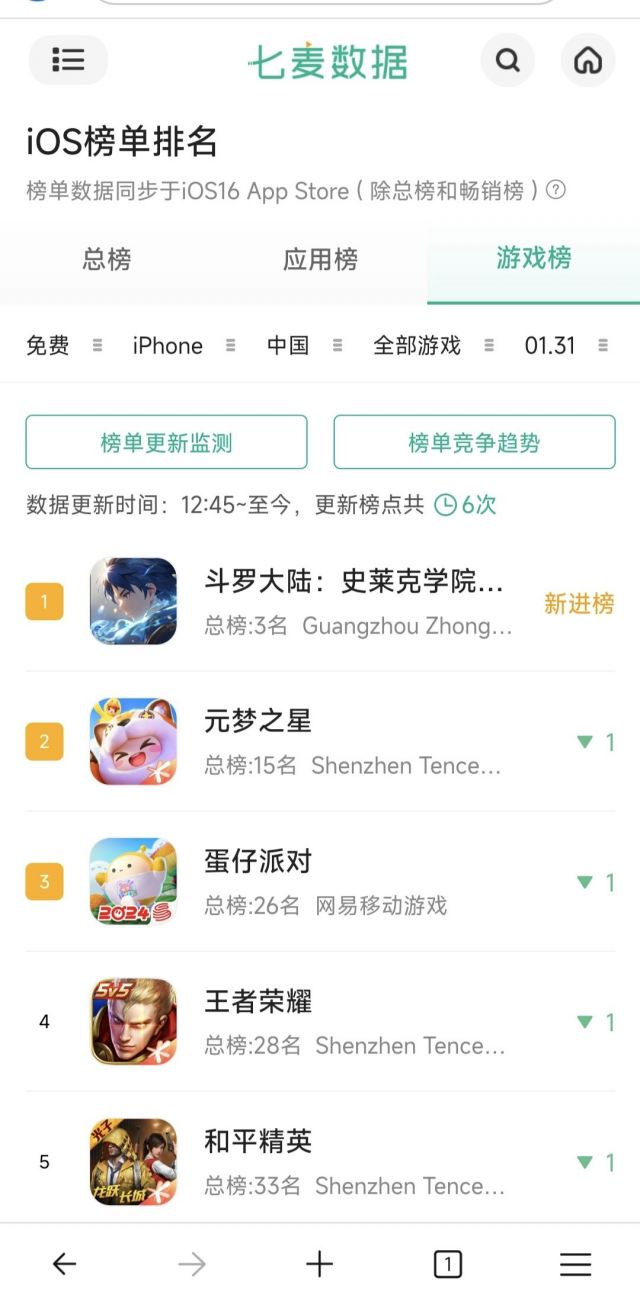 七麦数据
iOS榜单排名
榜单数据同步于iOS16 App Store ( 除总榜和畅销榜 ) ?
总榜 应用榜 游戏榜
免费 iPhone 中国 全部游戏 01.31
榜单更新监测 榜单竞争趋势
数据更新时间：12:45~至今，更新榜点共 6次
1
斗罗大陆：史莱克学院...
总榜:3名 Guangzhou Zhong...
新进榜
2
元梦之星
总榜:15名 Shenzhen Tence...
▼ 1
3
2024
蛋仔派对
总榜:26名 网易移动游戏
▼ 1
4
5v5
王者荣耀
总榜:28名 Shenzhen Tence...
▼ 1
5
光子
龙跃长城
和平精英
总榜:33名 Shenzhen Tence...
▼ 1
1